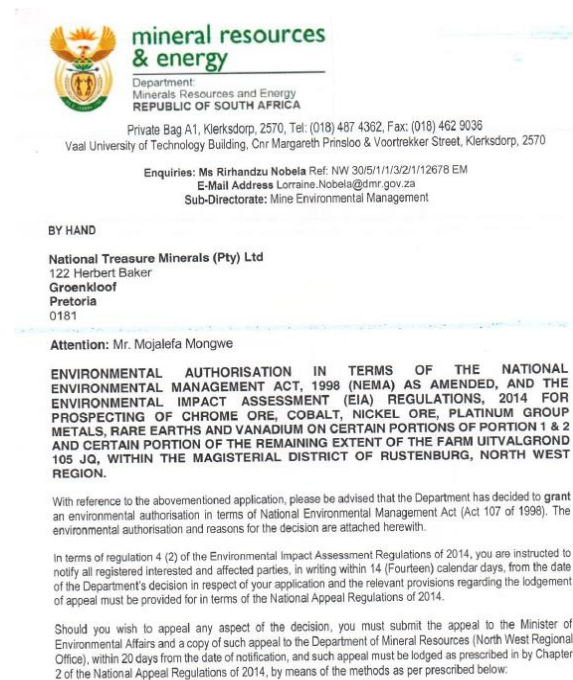 mineral resources
& energy
Department:
Minerals Resources and Energy
REPUBLIC OF SOUTH AFRICA
Private Bag A1, Klerksdorp, 2570, Tel: (018) 487 4362, Fax: (018) 462 9036
Vaal University of Technology Building, Cnr Margareth Prinsloo & Voortrekker Street, Klerksdorp, 2570
Enquiries: Ms Rirhandzu Nobela Ref: NW 30/5/1/1/3/2/1/12678 EM
E-Mail Address Lorraine.Nobela@dmr.gov.za
Sub-Directorate: Mine Environmental Management
BY HAND
National Treasure Minerals (Pty) Ltd
122 Herbert Baker
Groenkloof
Pretoria
0181
Attention: Mr. Mojalefa Mongwe
ENVIRONMENTAL AUTHORISATION IN TERMS OF THE NATIONAL
ENVIRONMENTAL MANAGEMENT ACT, 1998 (NEMA) AS AMENDED, AND THE
ENVIRONMENTAL IMPACT ASSESSMENT (EIA) REGULATIONS, 2014 FOR
PROSPECTING OF CHROME ORE, COBALT, NICKEL ORE, PLATINUM GROUP
METALS, RARE EARTHS AND VANADIUM ON CERTAIN PORTIONS OF PORTION 1 & 2
AND CERTAIN PORTION OF THE REMAINING EXTENT OF THE FARM UITVALGROND
105 JQ, WITHIN THE MAGISTERIAL DISTRICT OF RUSTENBURG, NORTH WEST
REGION.
With reference to the abovementioned application, please be advised that the Department has decided to grant
an environmental authorisation in terms of National Environmental Management Act (Act 107 of 1998). The
environmental authorisation and reasons for the decision are attached herewith.
In terms of regulation 4 (2) of the Environmental Impact Assessment Regulations of 2014, you are instructed to
notify all registered interested and affected parties, in writing within 14 (Fourteen) calendar days, from the date
of the Department's decision in respect of your application and the relevant provisions regarding the lodgement
of appeal must be provided for in terms of the National Appeal Regulations of 2014.
Should you wish to appeal any aspect of the decision, you must submit the appeal to the Minister of
Environmental Affairs and a copy of such appeal to the Department of Mineral Resources (North West Regional
Office), within 20 days from the date of notification, and such appeal must be lodged as prescribed in by Chapter
2 of the National Appeal Regulations of 2014, by means of the methods as per prescribed below: